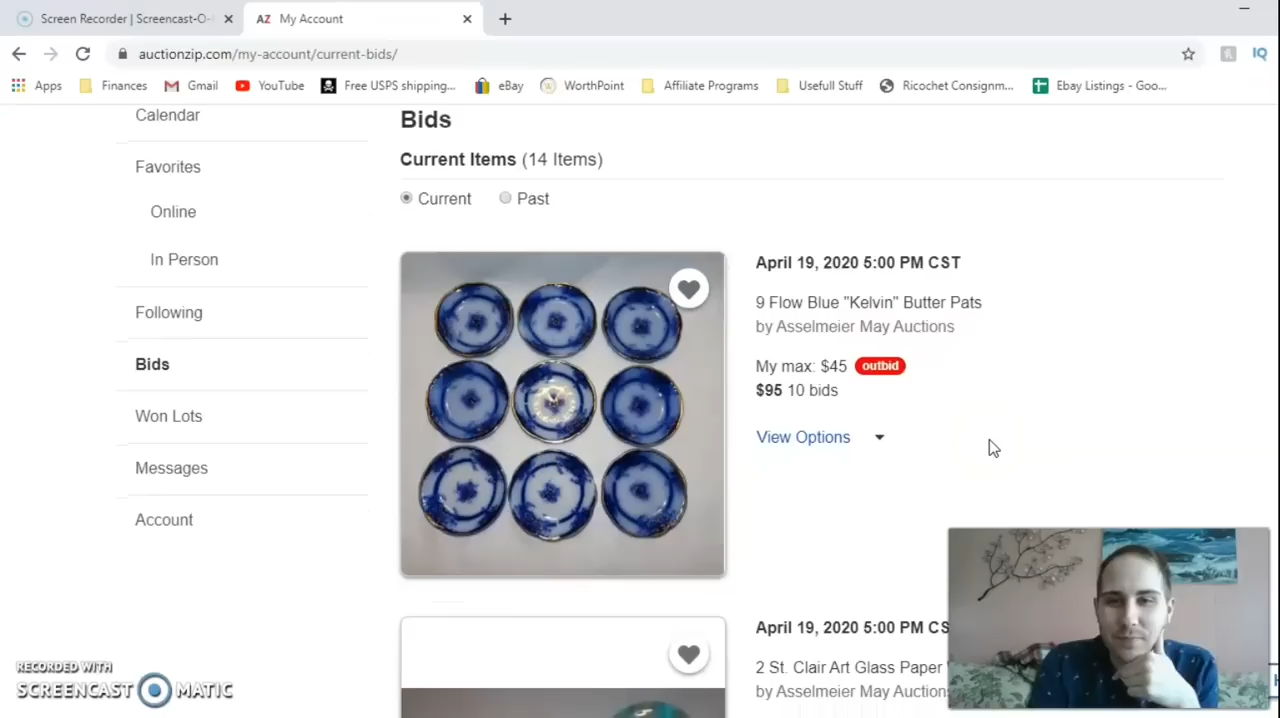 Screen Recorder | Screencast-O-
AZ My Account
auctionzip.com/my-account/current-bids/
IQ
Apps Finances Gmail YouTube Free USPS shipping... eBay WorthPoint Affiliate Programs Usefull Stuff Ricochet Consignm... Ebay Listings - Goo...
Calendar
Favorites
Online
In Person
Following
Bids
Won Lots
Messages
Account
Bids
Current Items (14 Items)
Current Past
April 19, 2020 5:00 PM CST
9 Flow Blue "Kelvin" Butter Pats
by Asselmeier May Auctions
My max: $45 outbid
$95 10 bids
View Options
April 19, 2020 5:00 PM CS
2 St. Clair Art Glass Paper
by Asselmeier May Auctions
RECORDED WITH
SCREENCAST MATIC